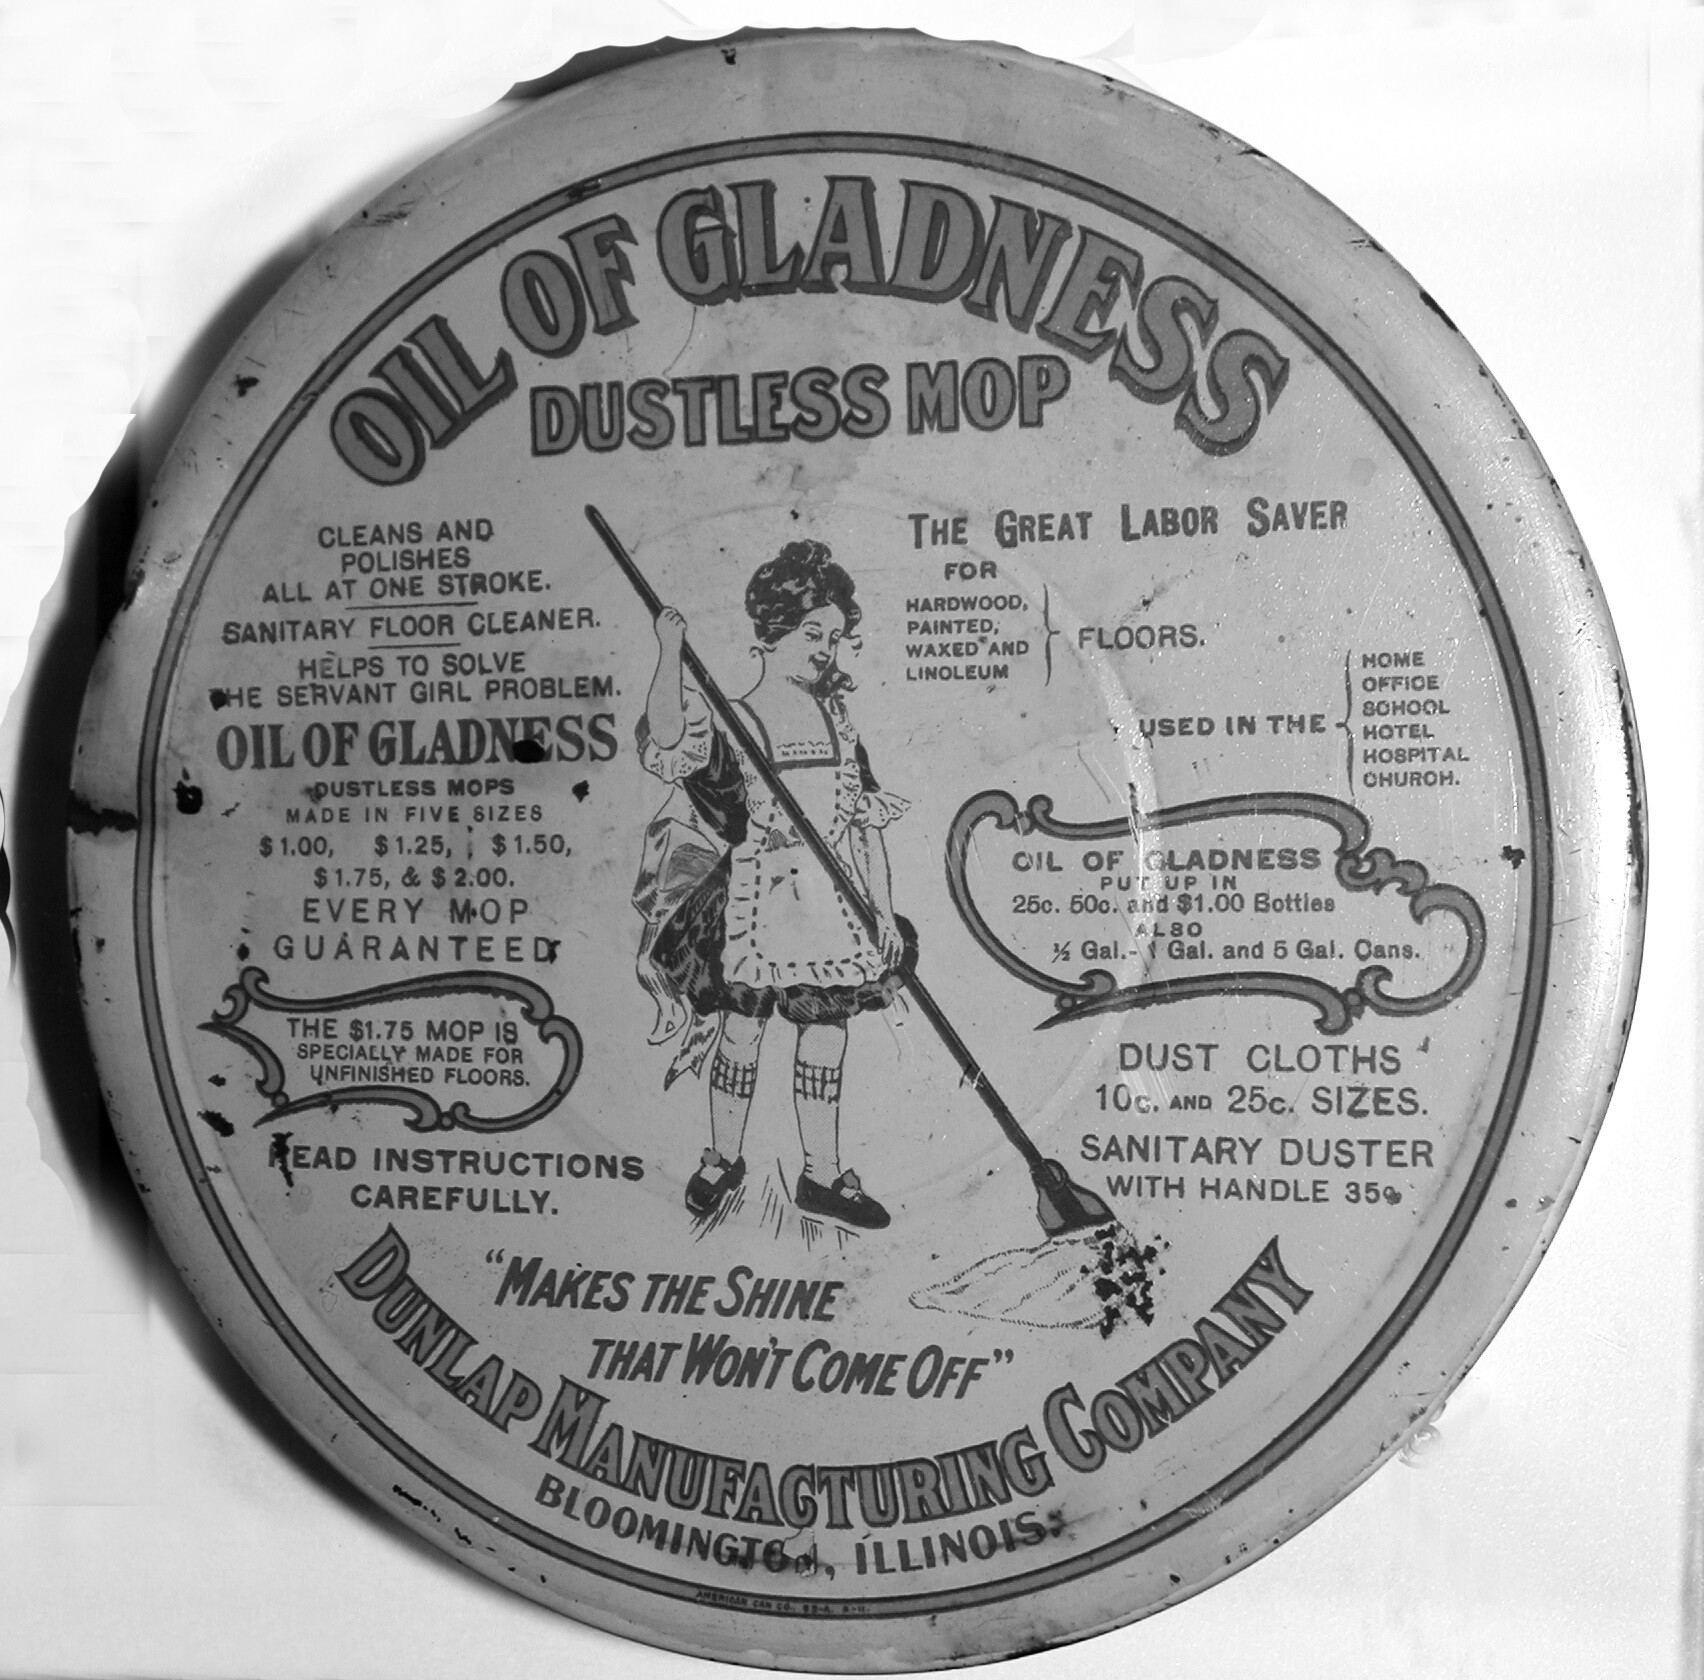 OIL OF GLADNESS
DUSTLESS MOP
CLEANS AND
POLISHES
ALL AT ONE STROKE.
SANITARY FLOOR CLEANER.
HELPS TO SOLVE
THE SERVANT GIRL PROBLEM.
OIL OF GLADNESS
DUSTLESS MOPS
MADE IN FIVE SIZES
$1.00, $1.25, $1.50,
$1.75, & $2.00.
EVERY MOP
GUARANTEED
THE $1.75 MOP IS
SPECIALLY MADE FOR
UNFINISHED FLOORS.
READ INSTRUCTIONS
CAREFULLY.
THE GREAT LABOR SAVER
FOR
HARDWOOD,
PAINTED,
WAXED AND
LINOLEUM
FLOORS.
USED IN THE
HOME
OFFICE
SCHOOL
HOTEL
HOSPITAL
CHURCH.
OIL OF GLADNESS
PUT UP IN
25c. 50c. and $1.00 Bottles
ALSO
½ Gal.- 1 Gal. and 5 Gal. Cans.
DUST CLOTHS
10c. AND 25c. SIZES.
SANITARY DUSTER
WITH HANDLE 35c
"MAKES THE SHINE
THAT WON'T COME OFF"
DUNLAP MANUFACTURING COMPANY
BLOOMINGTON, ILLINOIS.
AMERICAN CAN CO.